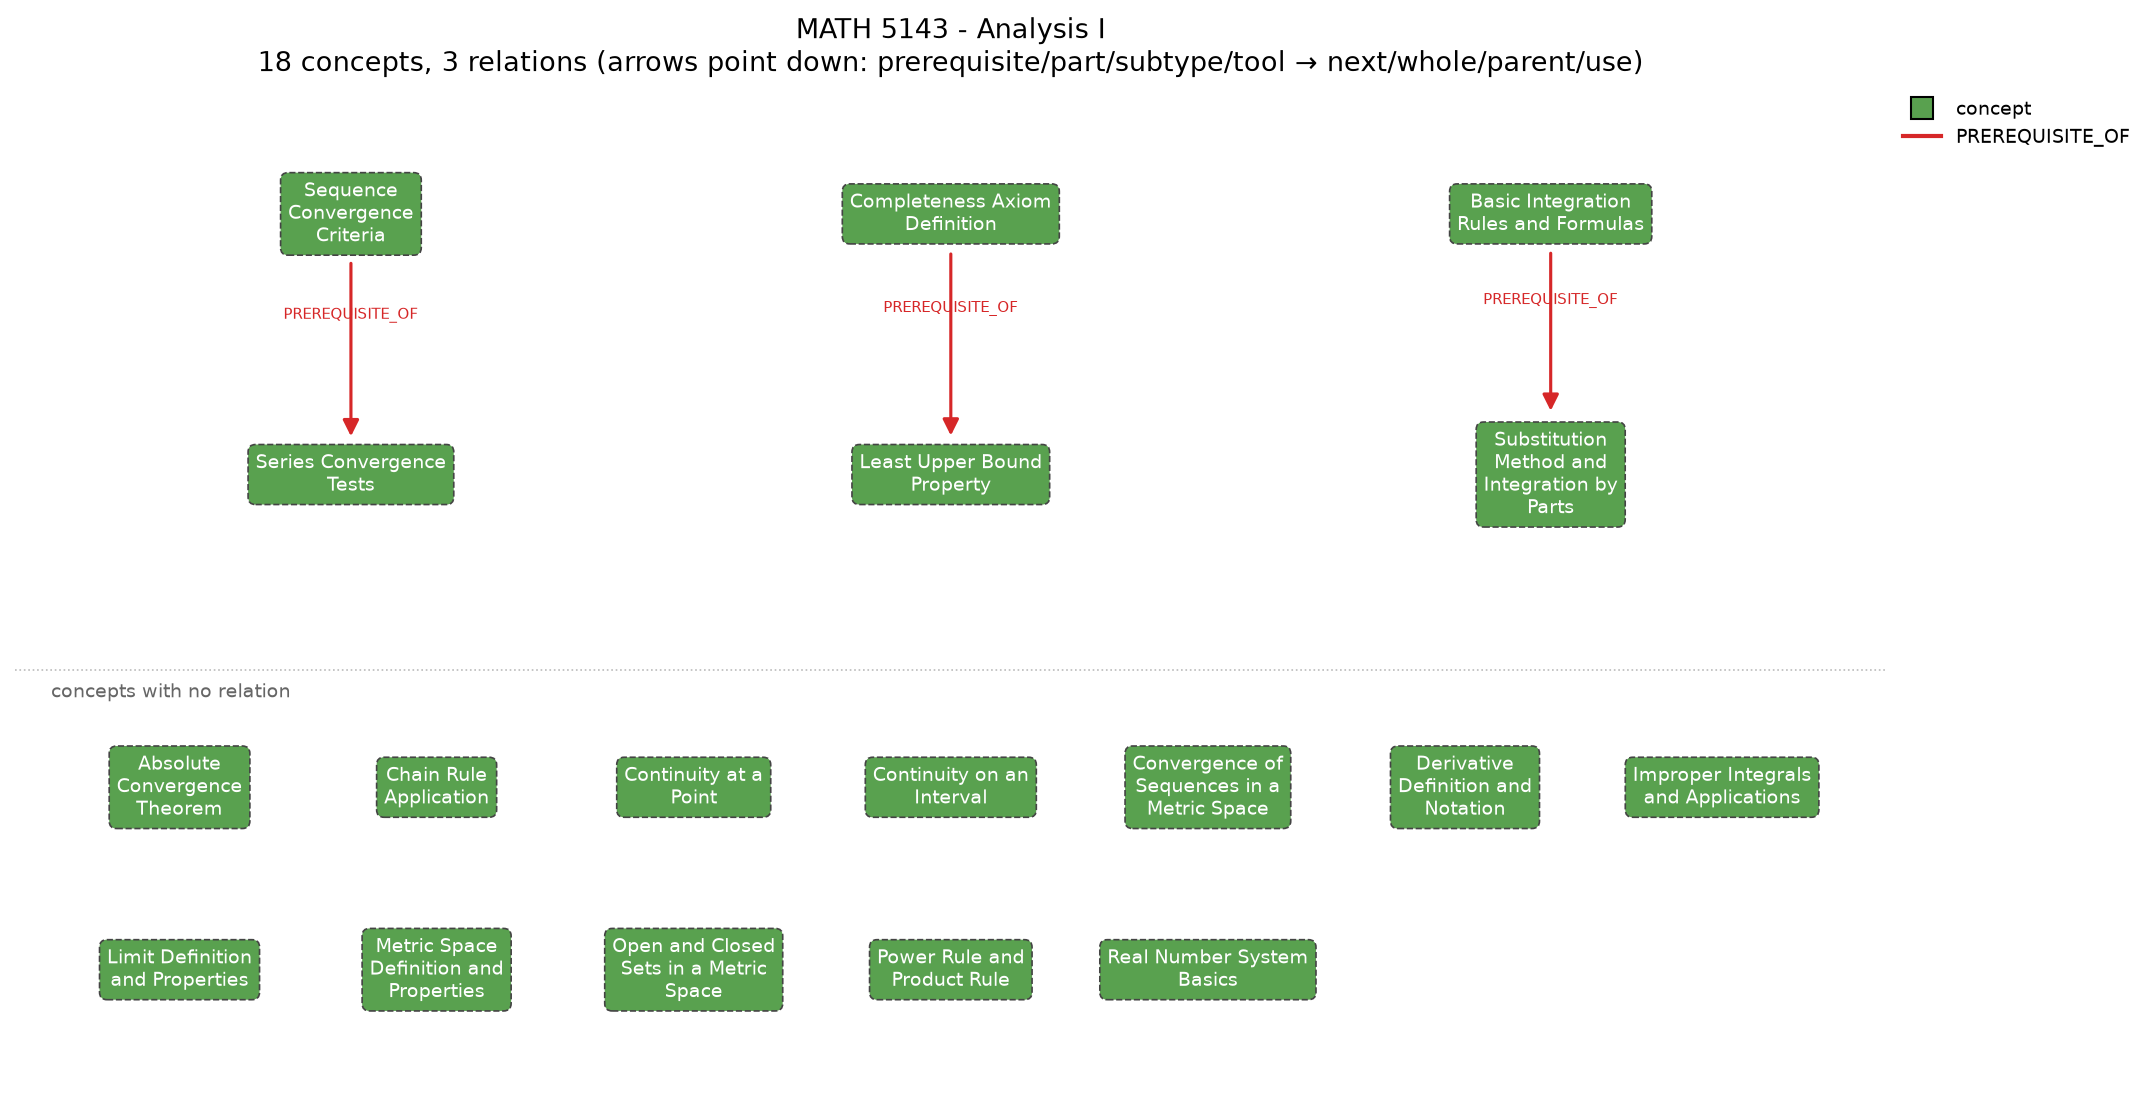 MATH 5143 - Analysis I
18 concepts, 3 relations (arrows point down: prerequisite/part/subtype/tool → next/whole/parent/use)
concept
PREREQUISITE_OF
Sequence
Convergence
Criteria
Completeness Axiom
Definition
Basic Integration
Rules and Formulas
PREREQUISITE_OF
PREREQUISITE_OF
PREREQUISITE_OF
Series Convergence
Tests
Least Upper Bound
Property
Substitution
Method and
Integration by
Parts
concepts with no relation
Absolute
Convergence
Theorem
Chain Rule
Application
Continuity at a
Point
Continuity on an
Interval
Convergence of
Sequences in a
Metric Space
Derivative
Definition and
Notation
Improper Integrals
and Applications
Limit Definition
and Properties
Metric Space
Definition and
Properties
Open and Closed
Sets in a Metric
Space
Power Rule and
Product Rule
Real Number System
Basics